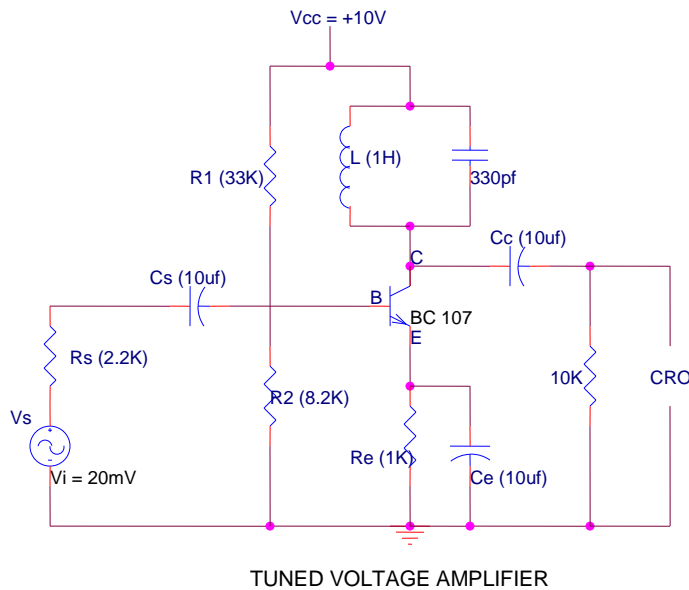 Vcc = +10V
L (1H)
R1 (33K)
330pf
Cc (10uf)
C
Cs (10uf)
B
BC 107
E
Rs (2.2K)
10K
CRO
R2 (8.2K)
Vs
Re (1K)
Vi = 20mV
Ce (10uf)
TUNED VOLTAGE AMPLIFIER